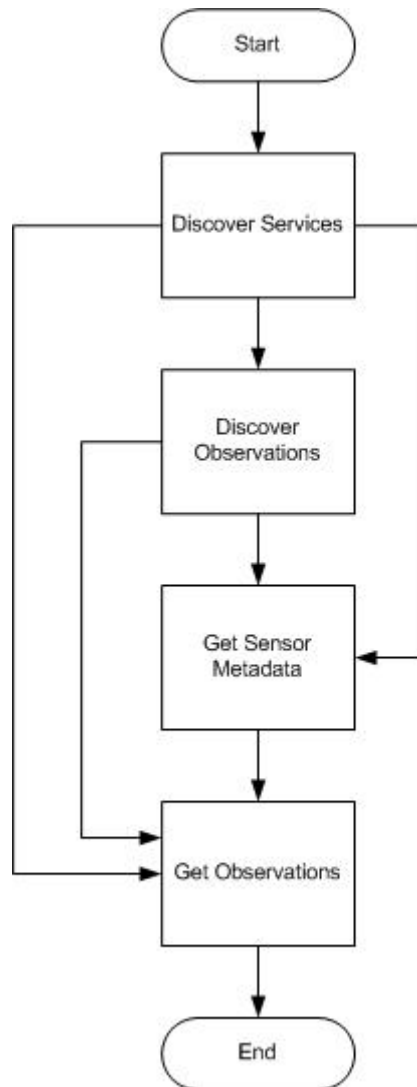 Start
Discover Services
Discover
Observations
Get Sensor
Metadata
Get Observations
End